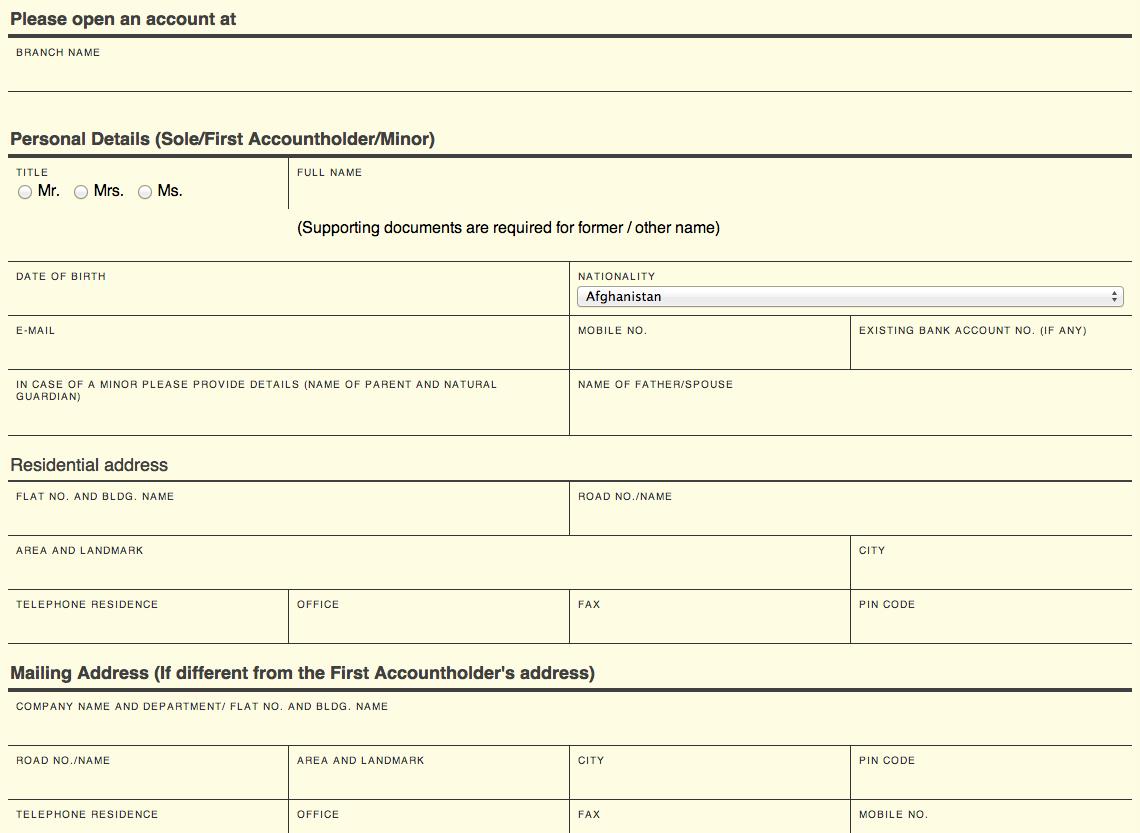 Please open an account at
BRANCH NAME
Personal Details (Sole/First Accountholder/Minor)
TITLE FULL NAME
Mr. Mrs. Ms.
(Supporting documents are required for former / other name)
DATE OF BIRTH NATIONALITY
Afghanistan
E-MAIL MOBILE NO. EXISTING BANK ACCOUNT NO. (IF ANY)
IN CASE OF A MINOR PLEASE PROVIDE DETAILS (NAME OF PARENT AND NATURAL
GUARDIAN)
NAME OF FATHER/SPOUSE
Residential address
FLAT NO. AND BLDG. NAME ROAD NO./NAME
AREA AND LANDMARK CITY
TELEPHONE RESIDENCE OFFICE FAX PIN CODE
Mailing Address (If different from the First Accountholder's address)
COMPANY NAME AND DEPARTMENT/ FLAT NO. AND BLDG. NAME
ROAD NO./NAME AREA AND LANDMARK CITY PIN CODE
TELEPHONE RESIDENCE OFFICE FAX MOBILE NO.